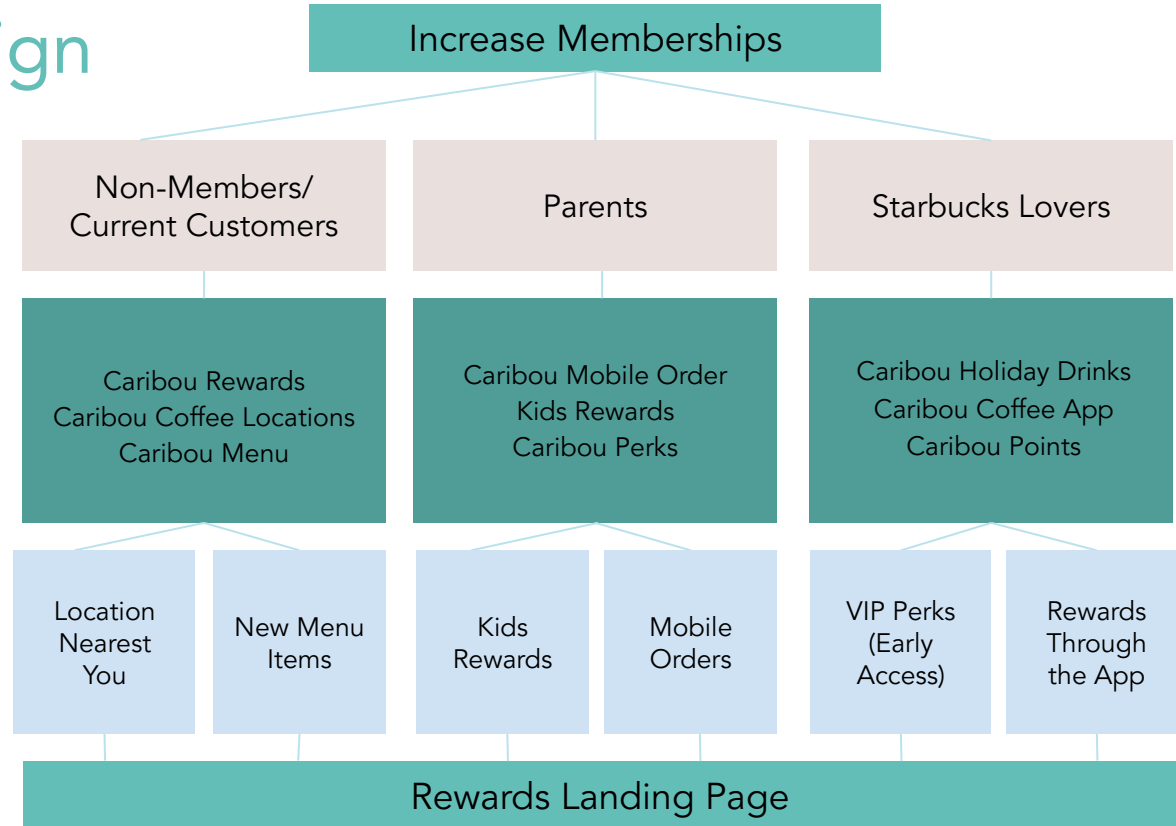 ign
Increase Memberships
Non-Members/
Current Customers
Parents
Starbucks Lovers
Caribou Rewards
Caribou Coffee Locations
Caribou Menu
Caribou Mobile Order
Kids Rewards
Caribou Perks
Caribou Holiday Drinks
Caribou Coffee App
Caribou Points
Location
Nearest
You
New Menu
Items
Kids
Rewards
Mobile
Orders
VIP Perks
(Early
Access)
Rewards
Through
the App
Rewards Landing Page